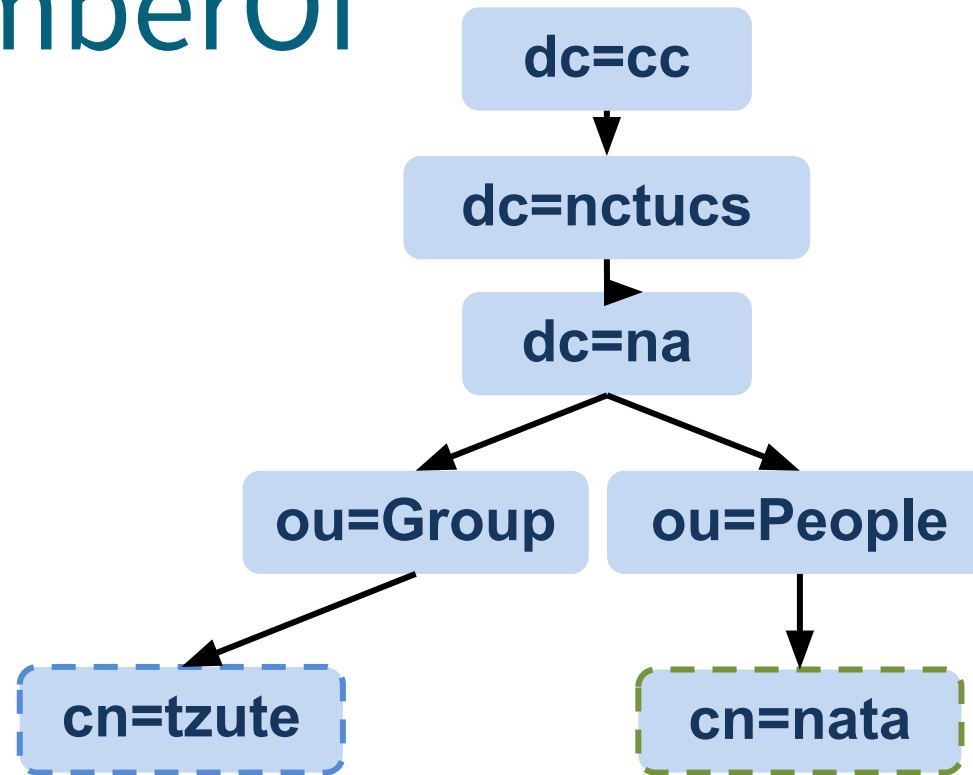 mberOf
dc=cc
dc=nctucs
dc=na
ou=Group
ou=People
cn=tzute
cn=nata